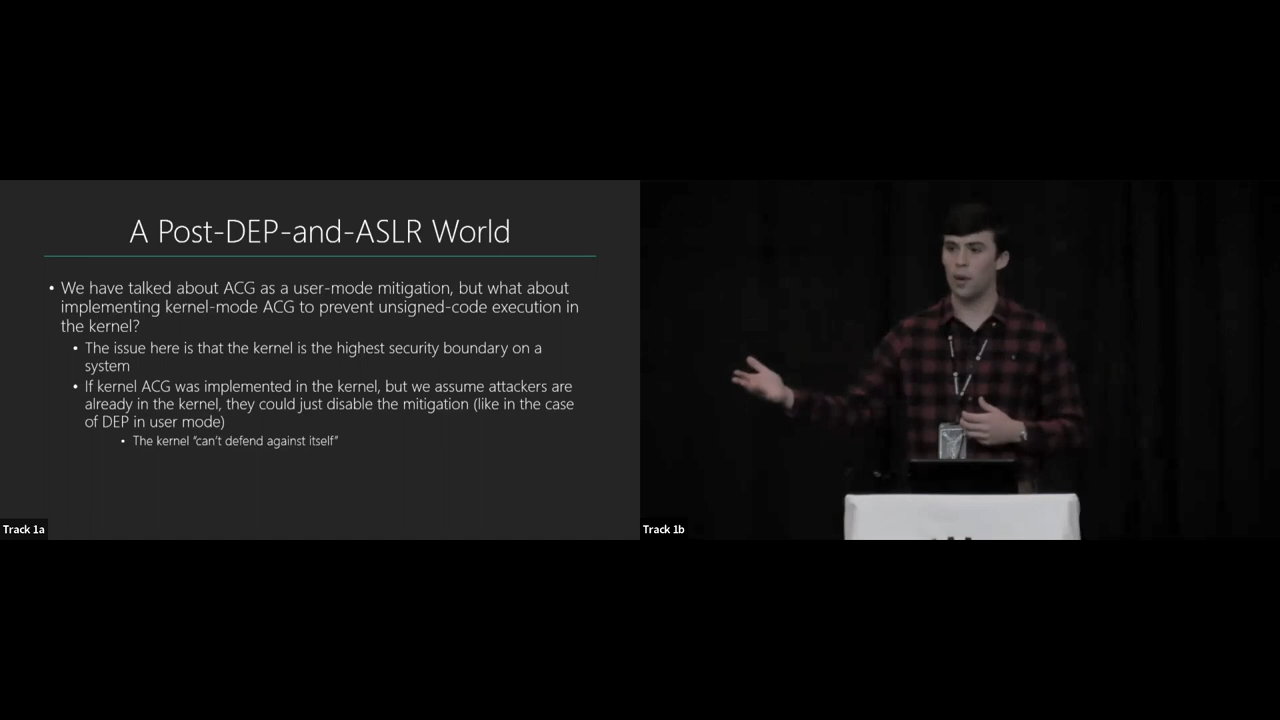 A Post-DEP-and-ASLR World
• We have talked about ACG as a user-mode mitigation, but what about
implementing kernel-mode ACG to prevent unsigned-code execution in
the kernel?
• The issue here is that the kernel is the highest security boundary on a
system
• If kernel ACG was implemented in the kernel, but we assume attackers are
already in the kernel, they could just disable the mitigation (like in the case
of DEP in user mode)
• The kernel “can’t defend against itself”
Track 1a
Track 1b